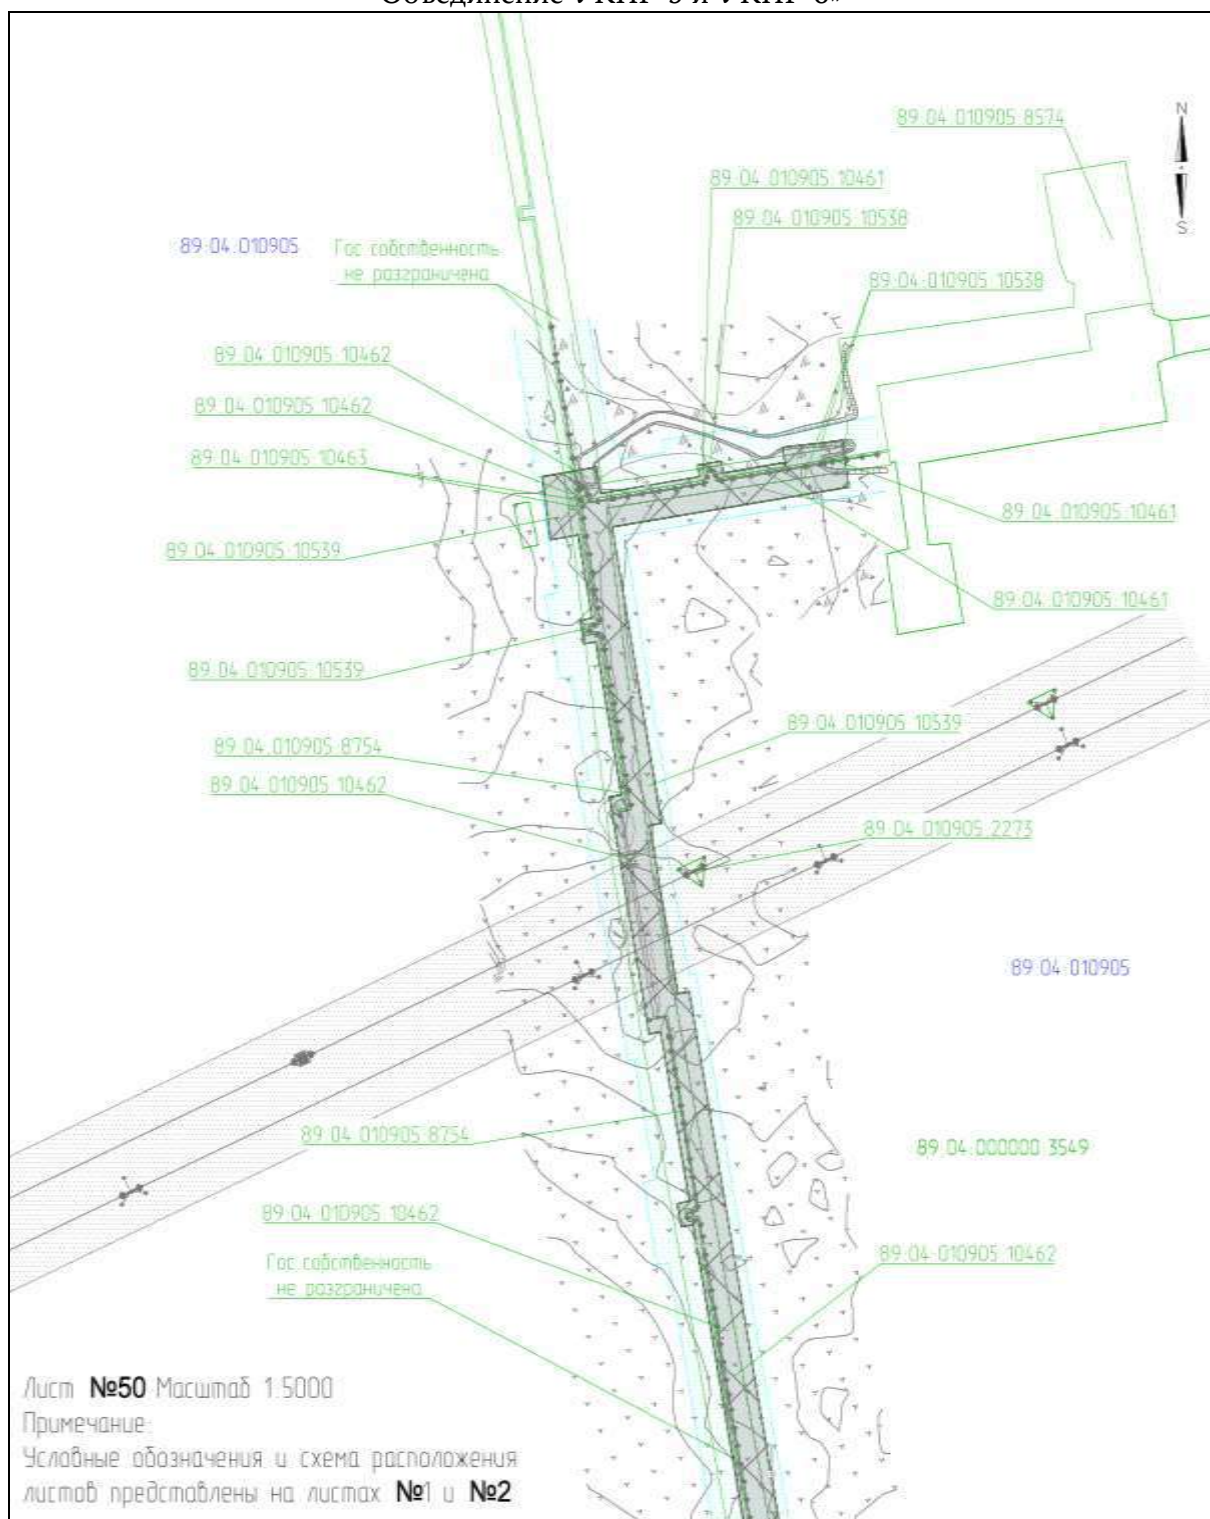 89:04:010905:8574
N
S
89:04:010905:10461
89:04:010905:10538
89:04:010905
Гос. собственность
не разграничена
89:04:010905:10538
89:04:010905:10462
89:04:010905:10462
89:04:010905:10463
89:04:010905:10461
89:04:010905:10539
89:04:010905:10461
89:04:010905:10539
89:04:010905:10539
89:04:010905:8754
89:04:010905:10462
89:04:010905:2273
89:04:010905
89:04:010905:8754
89:04:000000:3549
89:04:010905:10462
89:04:010905:10462
Гос. собственность
не разграничена
Лист №50 Масштаб 1:5000
Примечание:
Условные обозначения и схема расположения
листов представлены на листах №1 и №2